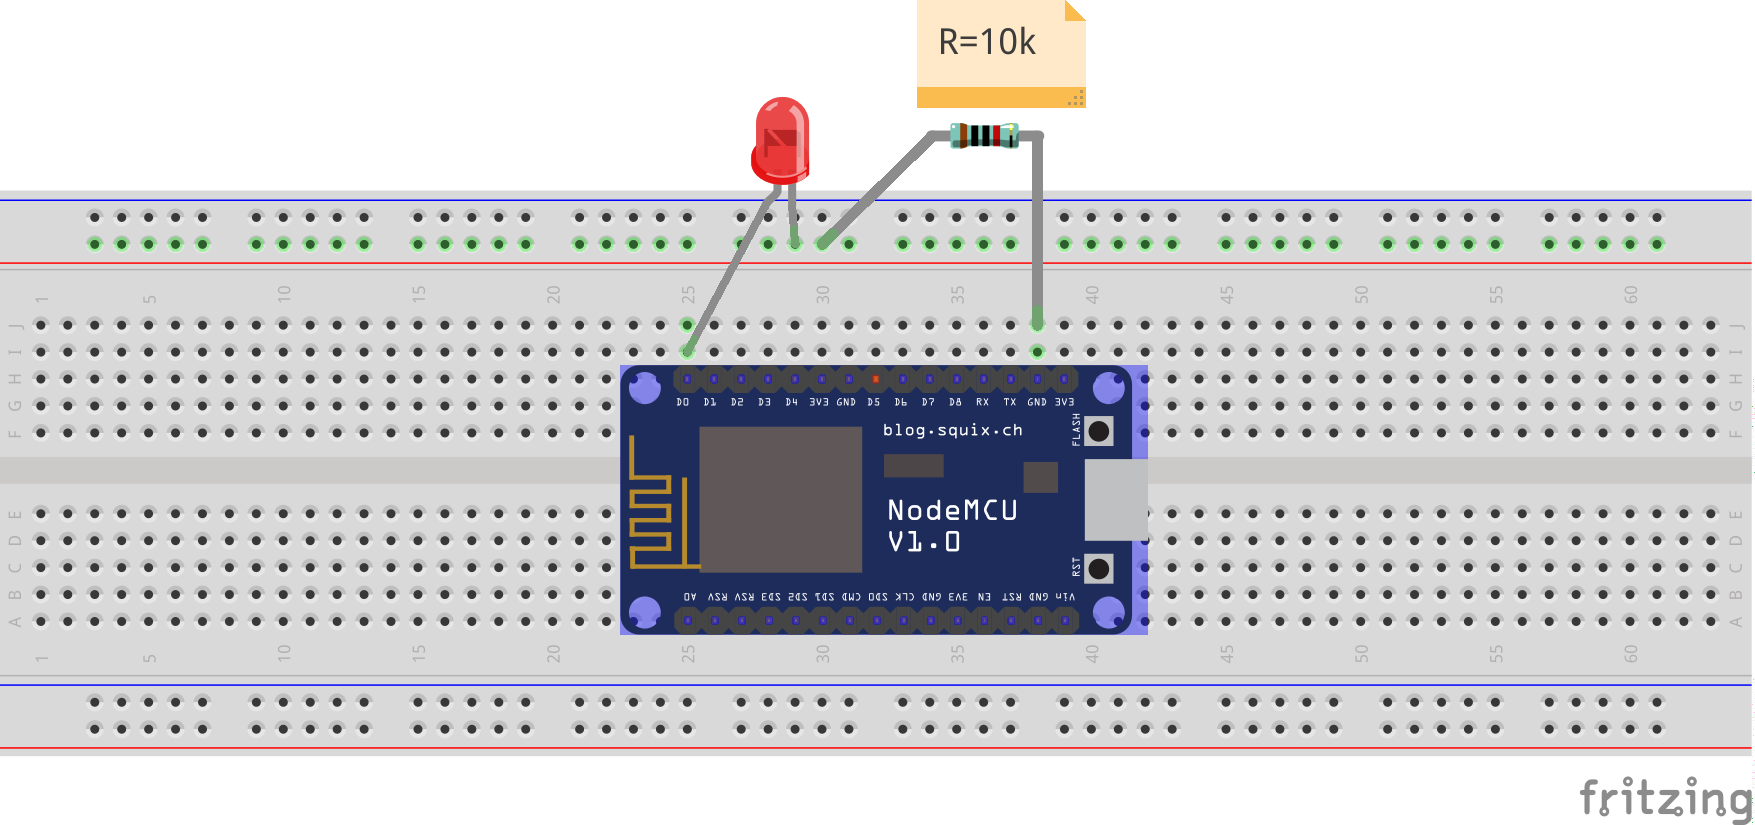 R=10k
1 5 10 15 20 25 30 35 40 45 50 55 60
J J
I I
H H
G G
F F
D0 D1 D2 D3 D4 3V3 GND D5 D6 D7 D8 RX TX GND 3V3
blog.squix.ch
FLASH
NodeMCU
V1.0
RST
E E
D D
C C
B B
A A
A0 RSV RSV SD3 SD2 SD1 CMD SD0 CLK GND 3V3 EN RST GND Vin
1 5 10 15 20 25 30 35 40 45 50 55 60
fritzing